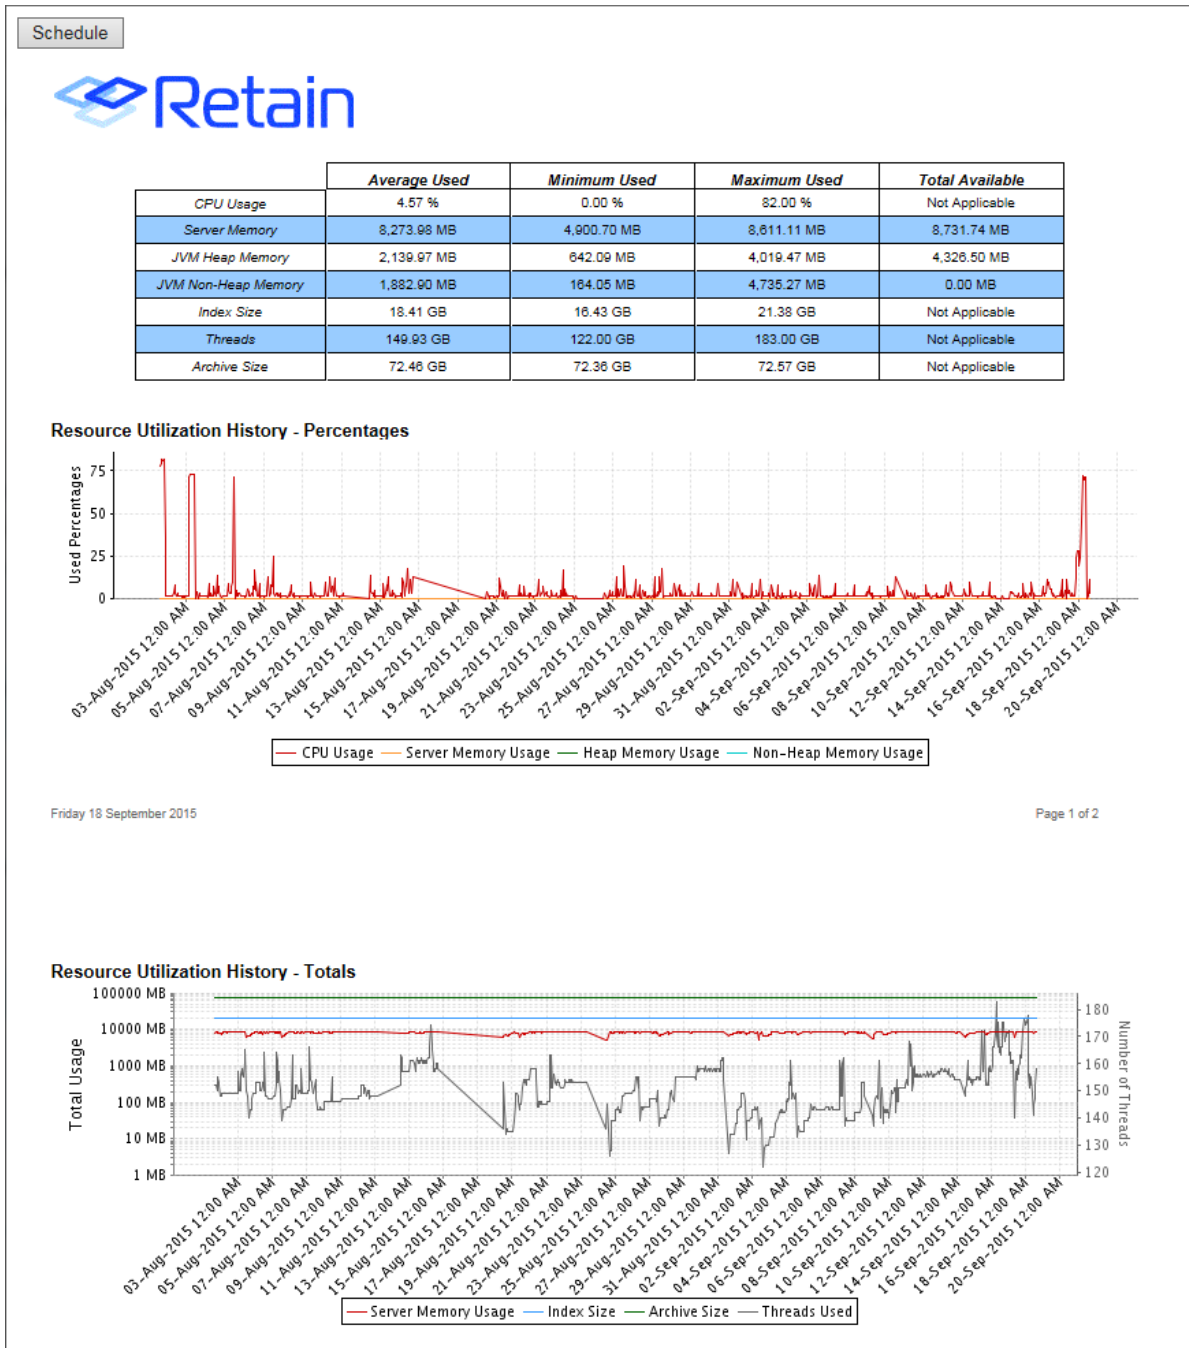 Schedule
Retain
Average Used Minimum Used Maximum Used Total Available
CPU Usage 4.57 % 0.00 % 82.00 % Not Applicable
Server Memory 8,273.98 MB 4,900.70 MB 8,611.11 MB 8,731.74 MB
JVM Heap Memory 2,139.97 MB 642.09 MB 4,019.47 MB 4,326.50 MB
JVM Non-Heap Memory 1,882.90 MB 164.05 MB 4,735.27 MB 0.00 MB
Index Size 18.41 GB 16.43 GB 21.38 GB Not Applicable
Threads 149.93 GB 122.00 GB 183.00 GB Not Applicable
Archive Size 72.46 GB 72.36 GB 72.57 GB Not Applicable
Resource Utilization History - Percentages
Used Percentages
75
50
25
0
03-Aug-2015 12:00 AM
05-Aug-2015 12:00 AM
07-Aug-2015 12:00 AM
09-Aug-2015 12:00 AM
11-Aug-2015 12:00 AM
13-Aug-2015 12:00 AM
15-Aug-2015 12:00 AM
17-Aug-2015 12:00 AM
19-Aug-2015 12:00 AM
21-Aug-2015 12:00 AM
23-Aug-2015 12:00 AM
25-Aug-2015 12:00 AM
27-Aug-2015 12:00 AM
29-Aug-2015 12:00 AM
31-Aug-2015 12:00 AM
02-Sep-2015 12:00 AM
04-Sep-2015 12:00 AM
06-Sep-2015 12:00 AM
08-Sep-2015 12:00 AM
10-Sep-2015 12:00 AM
12-Sep-2015 12:00 AM
14-Sep-2015 12:00 AM
16-Sep-2015 12:00 AM
18-Sep-2015 12:00 AM
20-Sep-2015 12:00 AM
CPU Usage Server Memory Usage Heap Memory Usage Non-Heap Memory Usage
Friday 18 September 2015 Page 1 of 2
Resource Utilization History - Totals
Total Usage
100000 MB
10000 MB
1000 MB
100 MB
10 MB
1 MB
180
170
160
150
140
130
120
Number of Threads
03-Aug-2015 12:00 AM
05-Aug-2015 12:00 AM
07-Aug-2015 12:00 AM
09-Aug-2015 12:00 AM
11-Aug-2015 12:00 AM
13-Aug-2015 12:00 AM
15-Aug-2015 12:00 AM
17-Aug-2015 12:00 AM
19-Aug-2015 12:00 AM
21-Aug-2015 12:00 AM
23-Aug-2015 12:00 AM
25-Aug-2015 12:00 AM
27-Aug-2015 12:00 AM
29-Aug-2015 12:00 AM
31-Aug-2015 12:00 AM
02-Sep-2015 12:00 AM
04-Sep-2015 12:00 AM
06-Sep-2015 12:00 AM
08-Sep-2015 12:00 AM
10-Sep-2015 12:00 AM
12-Sep-2015 12:00 AM
14-Sep-2015 12:00 AM
16-Sep-2015 12:00 AM
18-Sep-2015 12:00 AM
20-Sep-2015 12:00 AM
Server Memory Usage Index Size Archive Size Threads Used